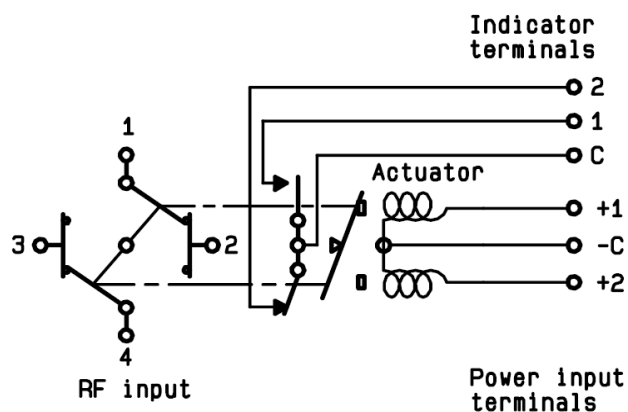 Indicator
terminals
2
1
1
C
Actuator
+1
3
2
-C
+2
4
RF input
Power input
terminals